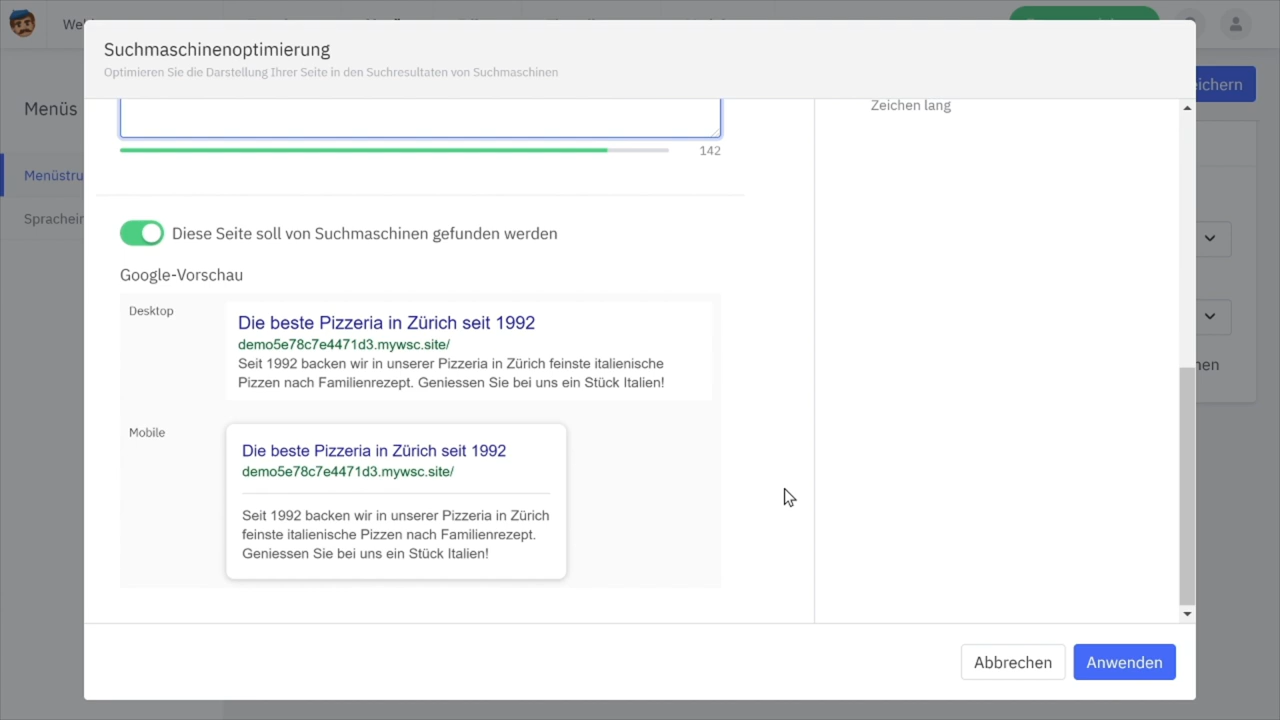 Suchmaschinenoptimierung
Optimieren Sie die Darstellung Ihrer Seite in den Suchresultaten von Suchmaschinen
Menüs
Zeichen lang
142
Diese Seite soll von Suchmaschinen gefunden werden
Google-Vorschau
Desktop
Die beste Pizzeria in Zürich seit 1992
demo5e78c7e4471d3.mywsc.site/
Seit 1992 backen wir in unserer Pizzeria in Zürich feinste italienische
Pizzen nach Familienrezept. Geniessen Sie bei uns ein Stück Italien!
Mobile
Die beste Pizzeria in Zürich seit 1992
demo5e78c7e4471d3.mywsc.site/
Seit 1992 backen wir in unserer Pizzeria in Zürich
feinste italienische Pizzen nach Familienrezept.
Geniessen Sie bei uns ein Stück Italien!
Abbrechen
Anwenden